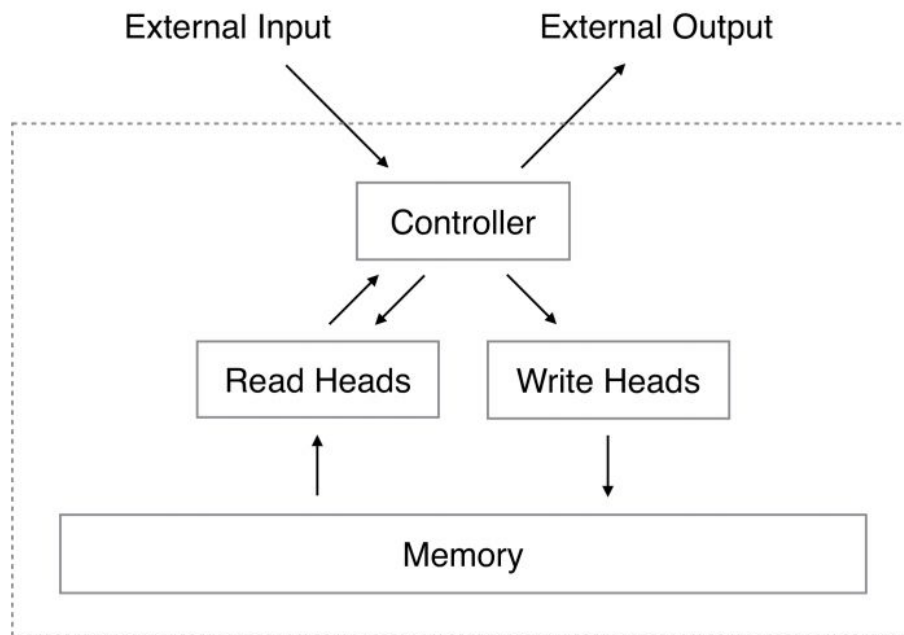 External Input
External Output
Controller
Read Heads
Write Heads
Memory